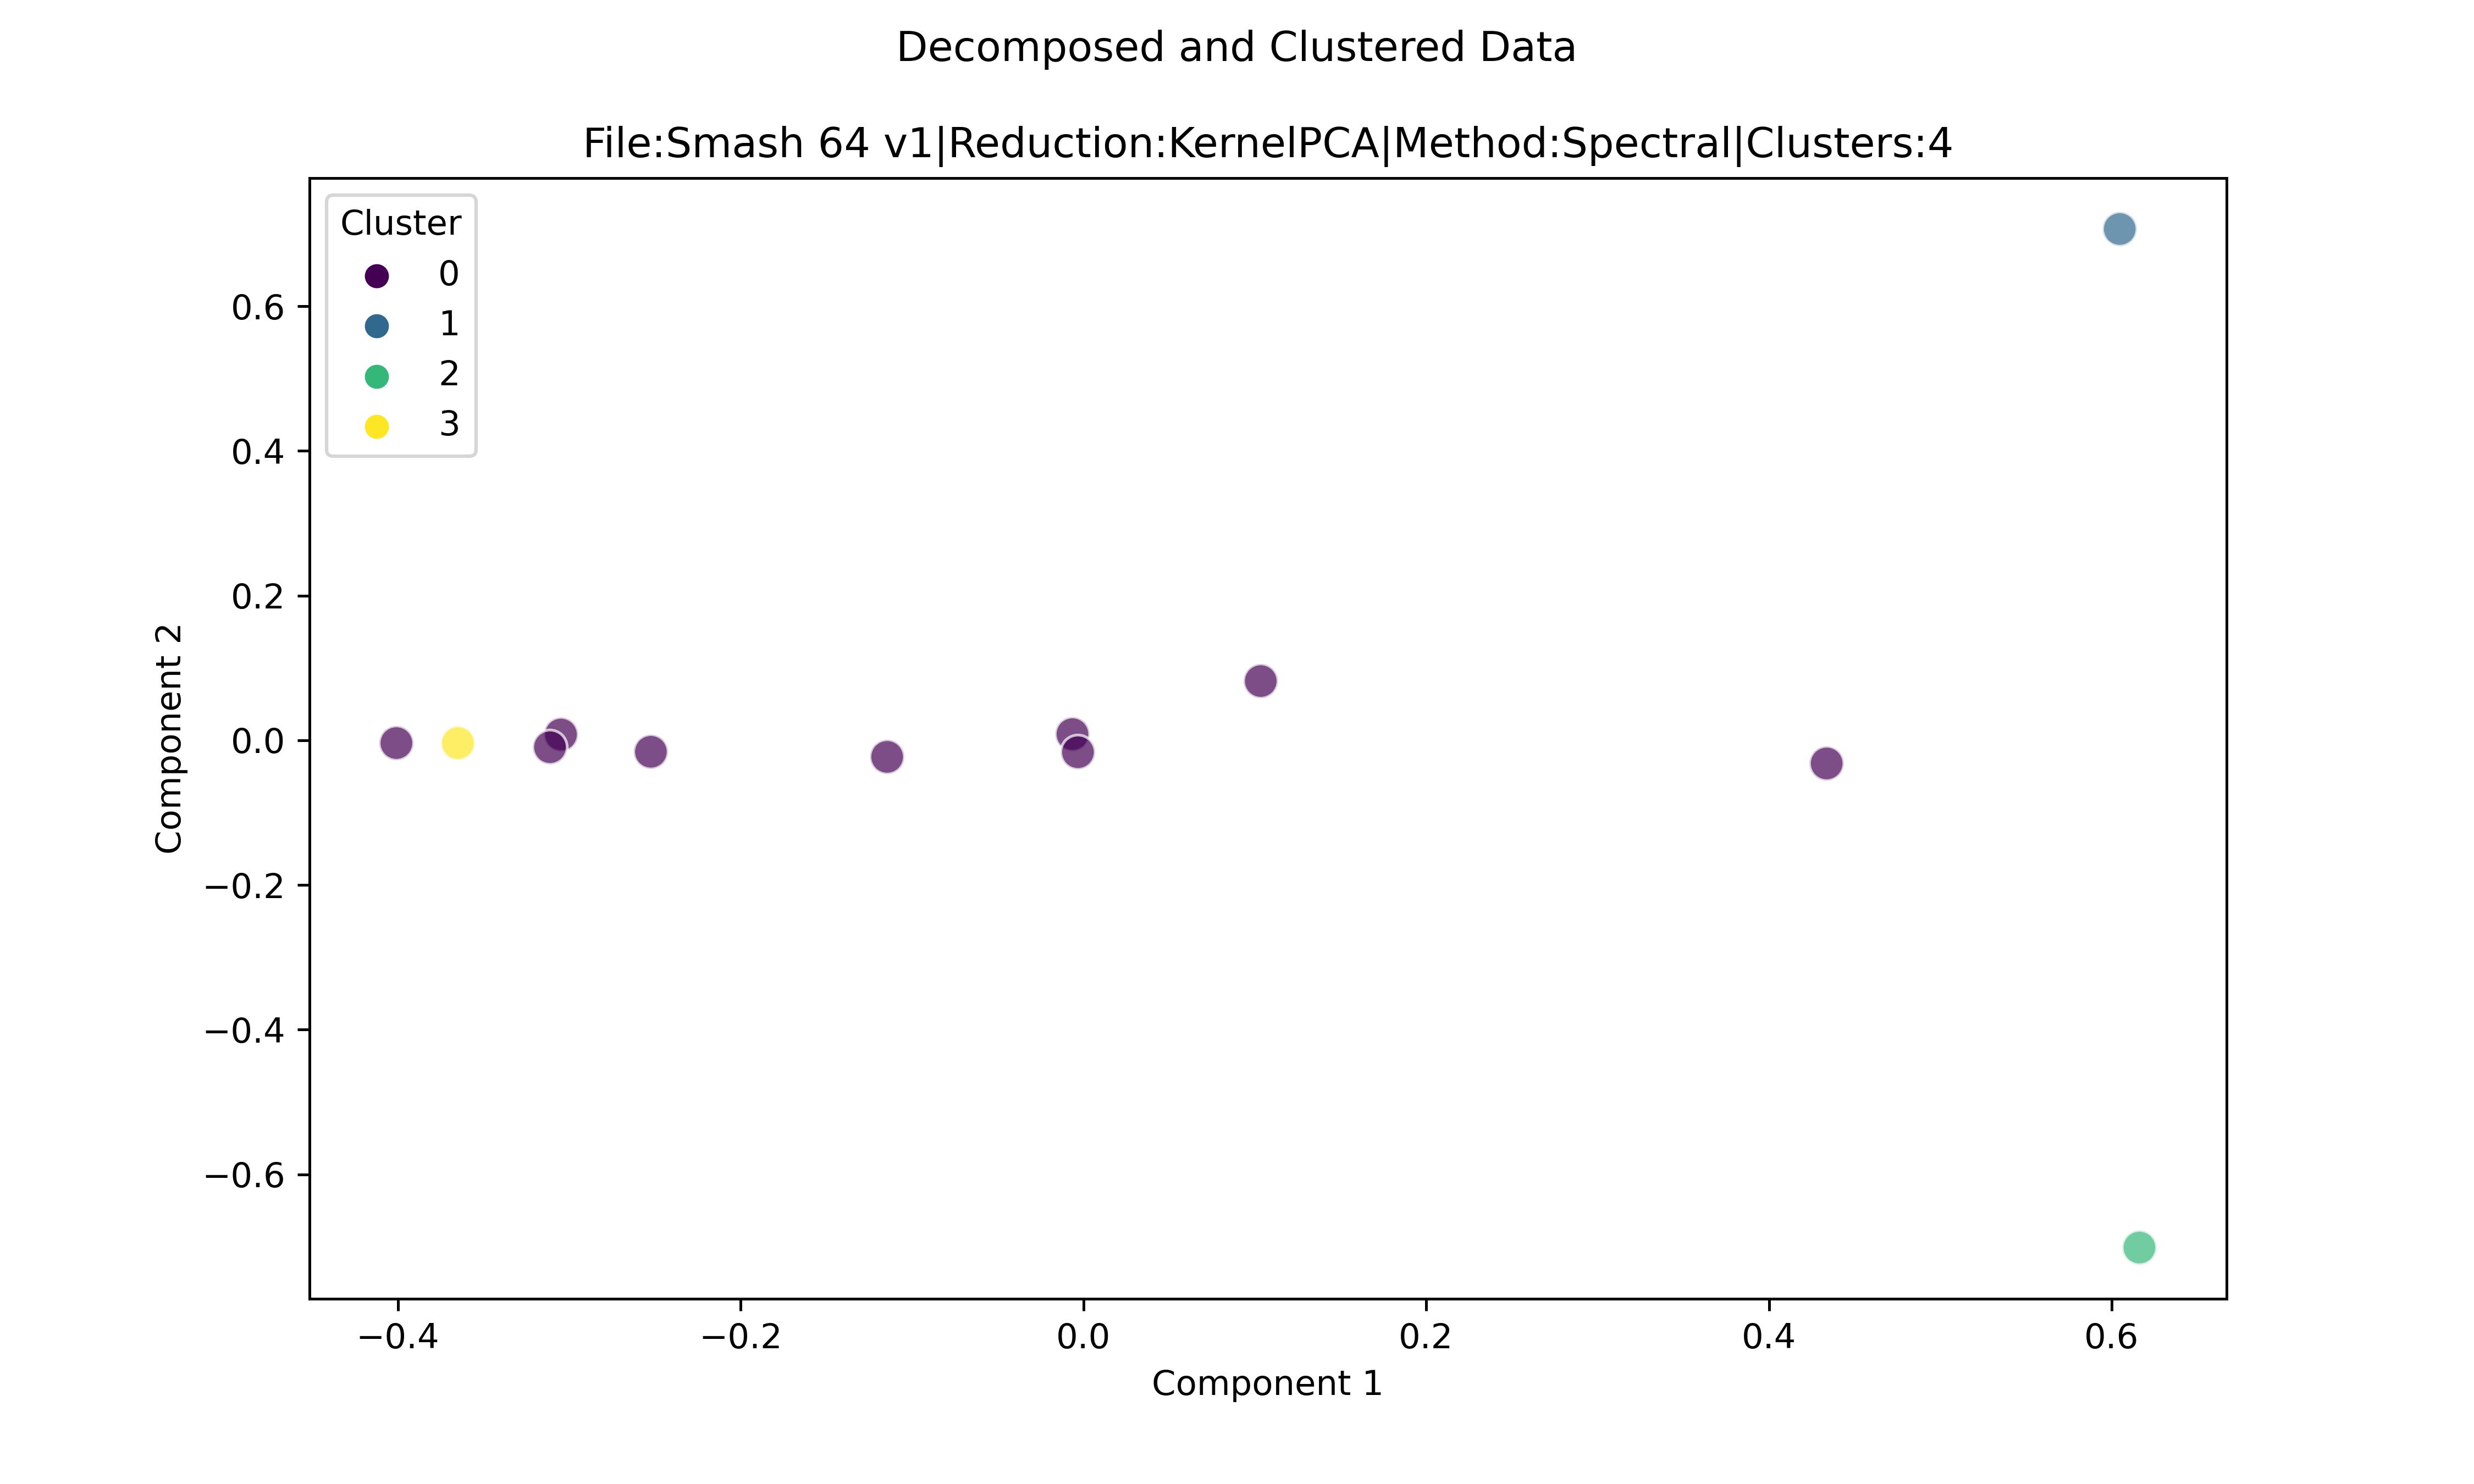 Decomposed and Clustered Data
File:Smash 64 v1|Reduction:KernelPCA|Method:Spectral|Clusters:4
Cluster
0
1
2
3
0.6
0.4
0.2
0.0
−0.2
−0.4
−0.6
Component 2
−0.4 −0.2 0.0 0.2 0.4 0.6
Component 1